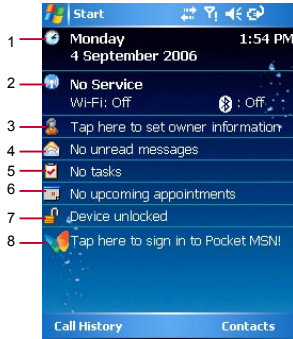 Start
1 Monday 1:54 PM
4 September 2006
2 No Service
Wi-Fi: Off : Off
3 Tap here to set owner information
4 No unread messages
5 No tasks
6 No upcoming appointments
7 Device unlocked
8 Tap here to sign in to Pocket MSN!
Call History Contacts